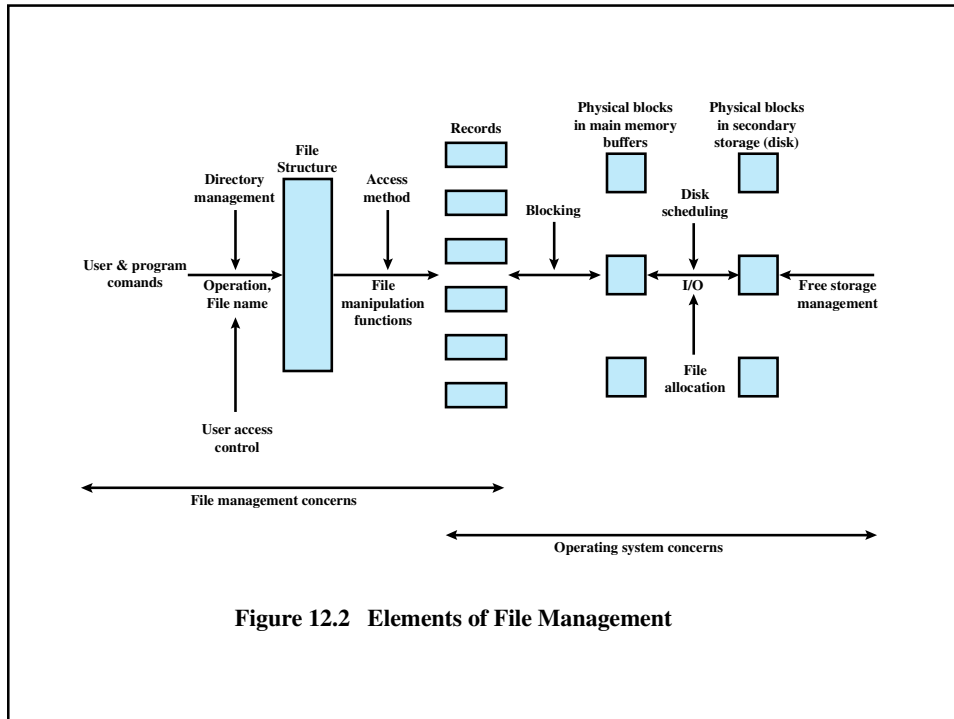 Physical blocks
in main memory
buffers
Physical blocks
in secondary
storage (disk)
Records
File
Structure
Directory
management
Access
method
Disk
scheduling
Blocking
User & program
comands
Operation,
File name
File
manipulation
functions
I/O
Free storage
management
File
allocation
User access
control
File management concerns
Operating system concerns
Figure 12.2 Elements of File Management